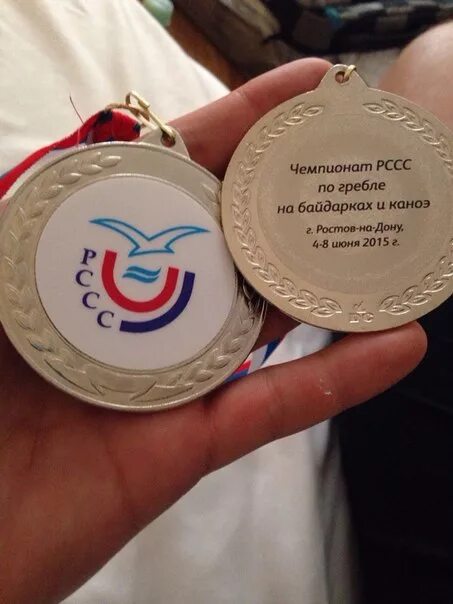 РССС
Чемпионат РССС
по гребле
на байдарках и каноэ
г. Ростов-на-Дону,
4-8 июня 2015 г.